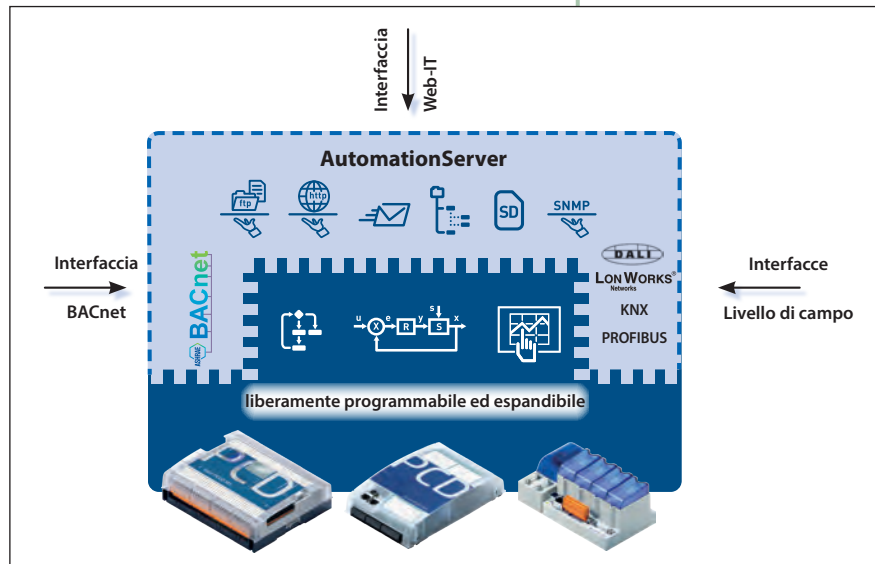 Interfaccia
Web-IT
AutomationServer
ftp
http
SD
SNMP
Interfaccia
BACnet
ASHRAE BACnet
DALI
LONWORKS®
Networks
KNX
PROFIBUS
Interfacce
Livello di campo
u X e R y S s x
liberamente programmabile ed espandibile
PCD
PCD